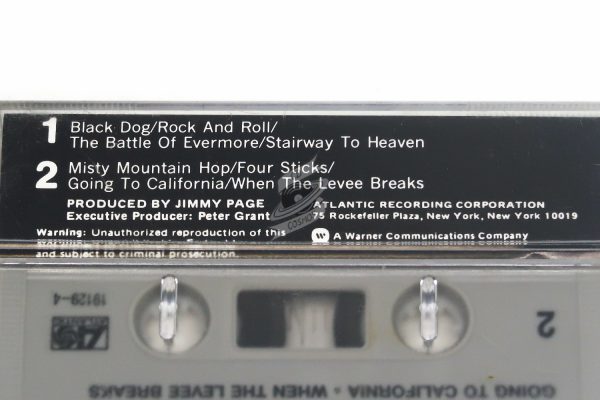 1 Black Dog/Rock And Roll/
The Battle Of Evermore/Stairway To Heaven
2 Misty Mountain Hop/Four Sticks/
Going To California/When The Levee Breaks
PRODUCED BY JIMMY PAGE
Executive Producer: Peter Grant
ATLANTIC RECORDING CORPORATION
75 Rockefeller Plaza, New York, New York 10019
Warning: Unauthorized reproduction of this
and subject to criminal prosecution.
A Warner Communications Company
COSMO
19129-4
ATLANTIC
2
GOING TO CALIFORNIA • WHEN THE LEVEE BREAKS